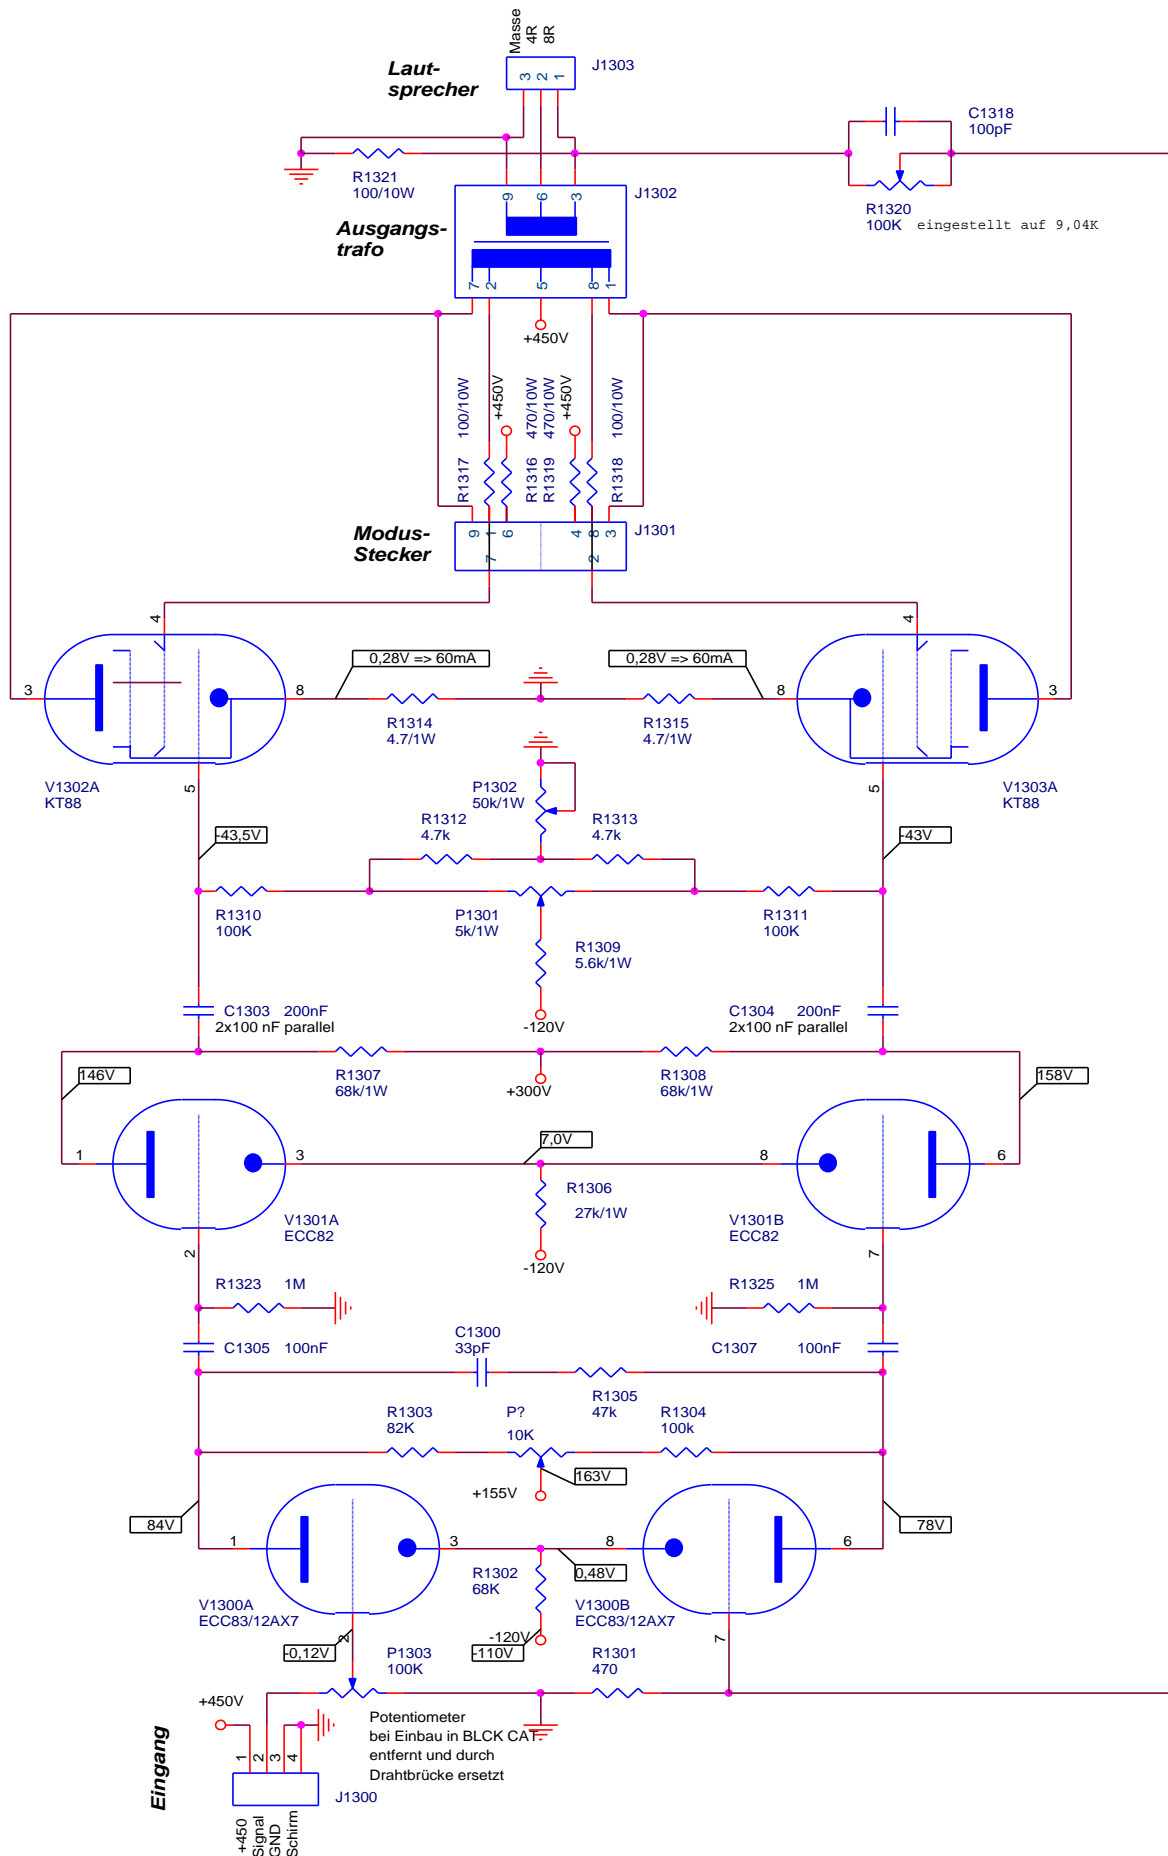 Masse
4R
8R
Laut-
sprecher
3 2 1
J1303
C1318
100pF
R1321
100/10W
R1320
100K eingestellt auf 9,04K
J1302
9 6 3
Ausgangs-
trafo
7 2 5 8 1
+450V
100/10W
+450V
470/10W
470/10W
+450V
100/10W
R1317
R1316
R1319
R1318
Modus-
Stecker
9 1 6 4 8 3
7 2
J1301
4
4
0,28V => 60mA
0,28V => 60mA
3
8
8
3
R1314
4.7/1W
R1315
4.7/1W
V1302A
KT88
5
P1302
50k/1W
5
V1303A
KT88
-43,5V
R1312
4.7k
R1313
4.7k
-43V
R1310
100K
P1301
5k/1W
R1311
100K
R1309
5.6k/1W
C1303 200nF
2x100 nF parallel
-120V
C1304 200nF
2x100 nF parallel
146V
R1307
68k/1W
+300V
R1308
68k/1W
158V
1
3
7,0V
8
6
R1306
27k/1W
V1301A
ECC82
V1301B
ECC82
2
-120V
7
R1323 1M
R1325 1M
C1305 100nF
C1300
33pF
C1307 100nF
R1305
47k
R1303
82K
P?
10K
R1304
100k
163V
+155V
84V
78V
1
3
8
6
R1302
68K
0,48V
V1300A
ECC83/12AX7
V1300B
ECC83/12AX7
2
-0,12V
-120V
-110V
7
P1303
100K
R1301
470
+450V
Potentiometer
bei Einbau in BLCK CAT
entfernt und durch
Drahtbrücke ersetzt
Eingang
1 2 3 4
J1300
+450
Signal
GND
Schirm